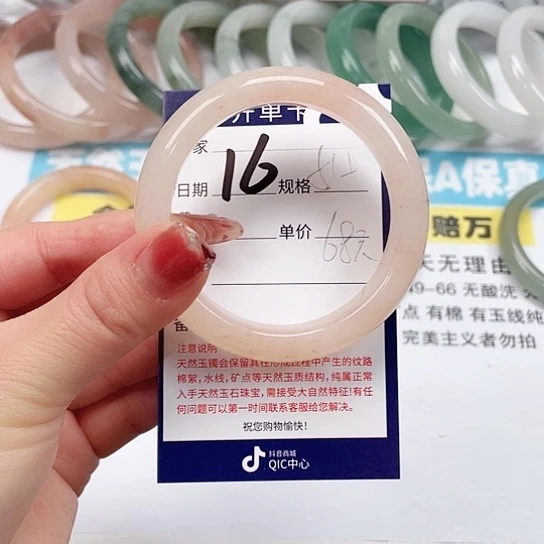 开单卡
家
日期 16 规格
单价 68元
注意说明
天然玉镯会保留其在形成过程中产生的纹路
棉絮,水线,矿点等天然玉质结构,纯属正常
入手天然玉石珠宝,需接受大自然特征!有任
何问题可以第一时间联系客服给您解决。
祝您购物愉快!
抖音商城
QIC中心
A保真
赔万
天无理由
49-66 无酸洗
点 有棉 有玉线纯
完美主义者勿拍